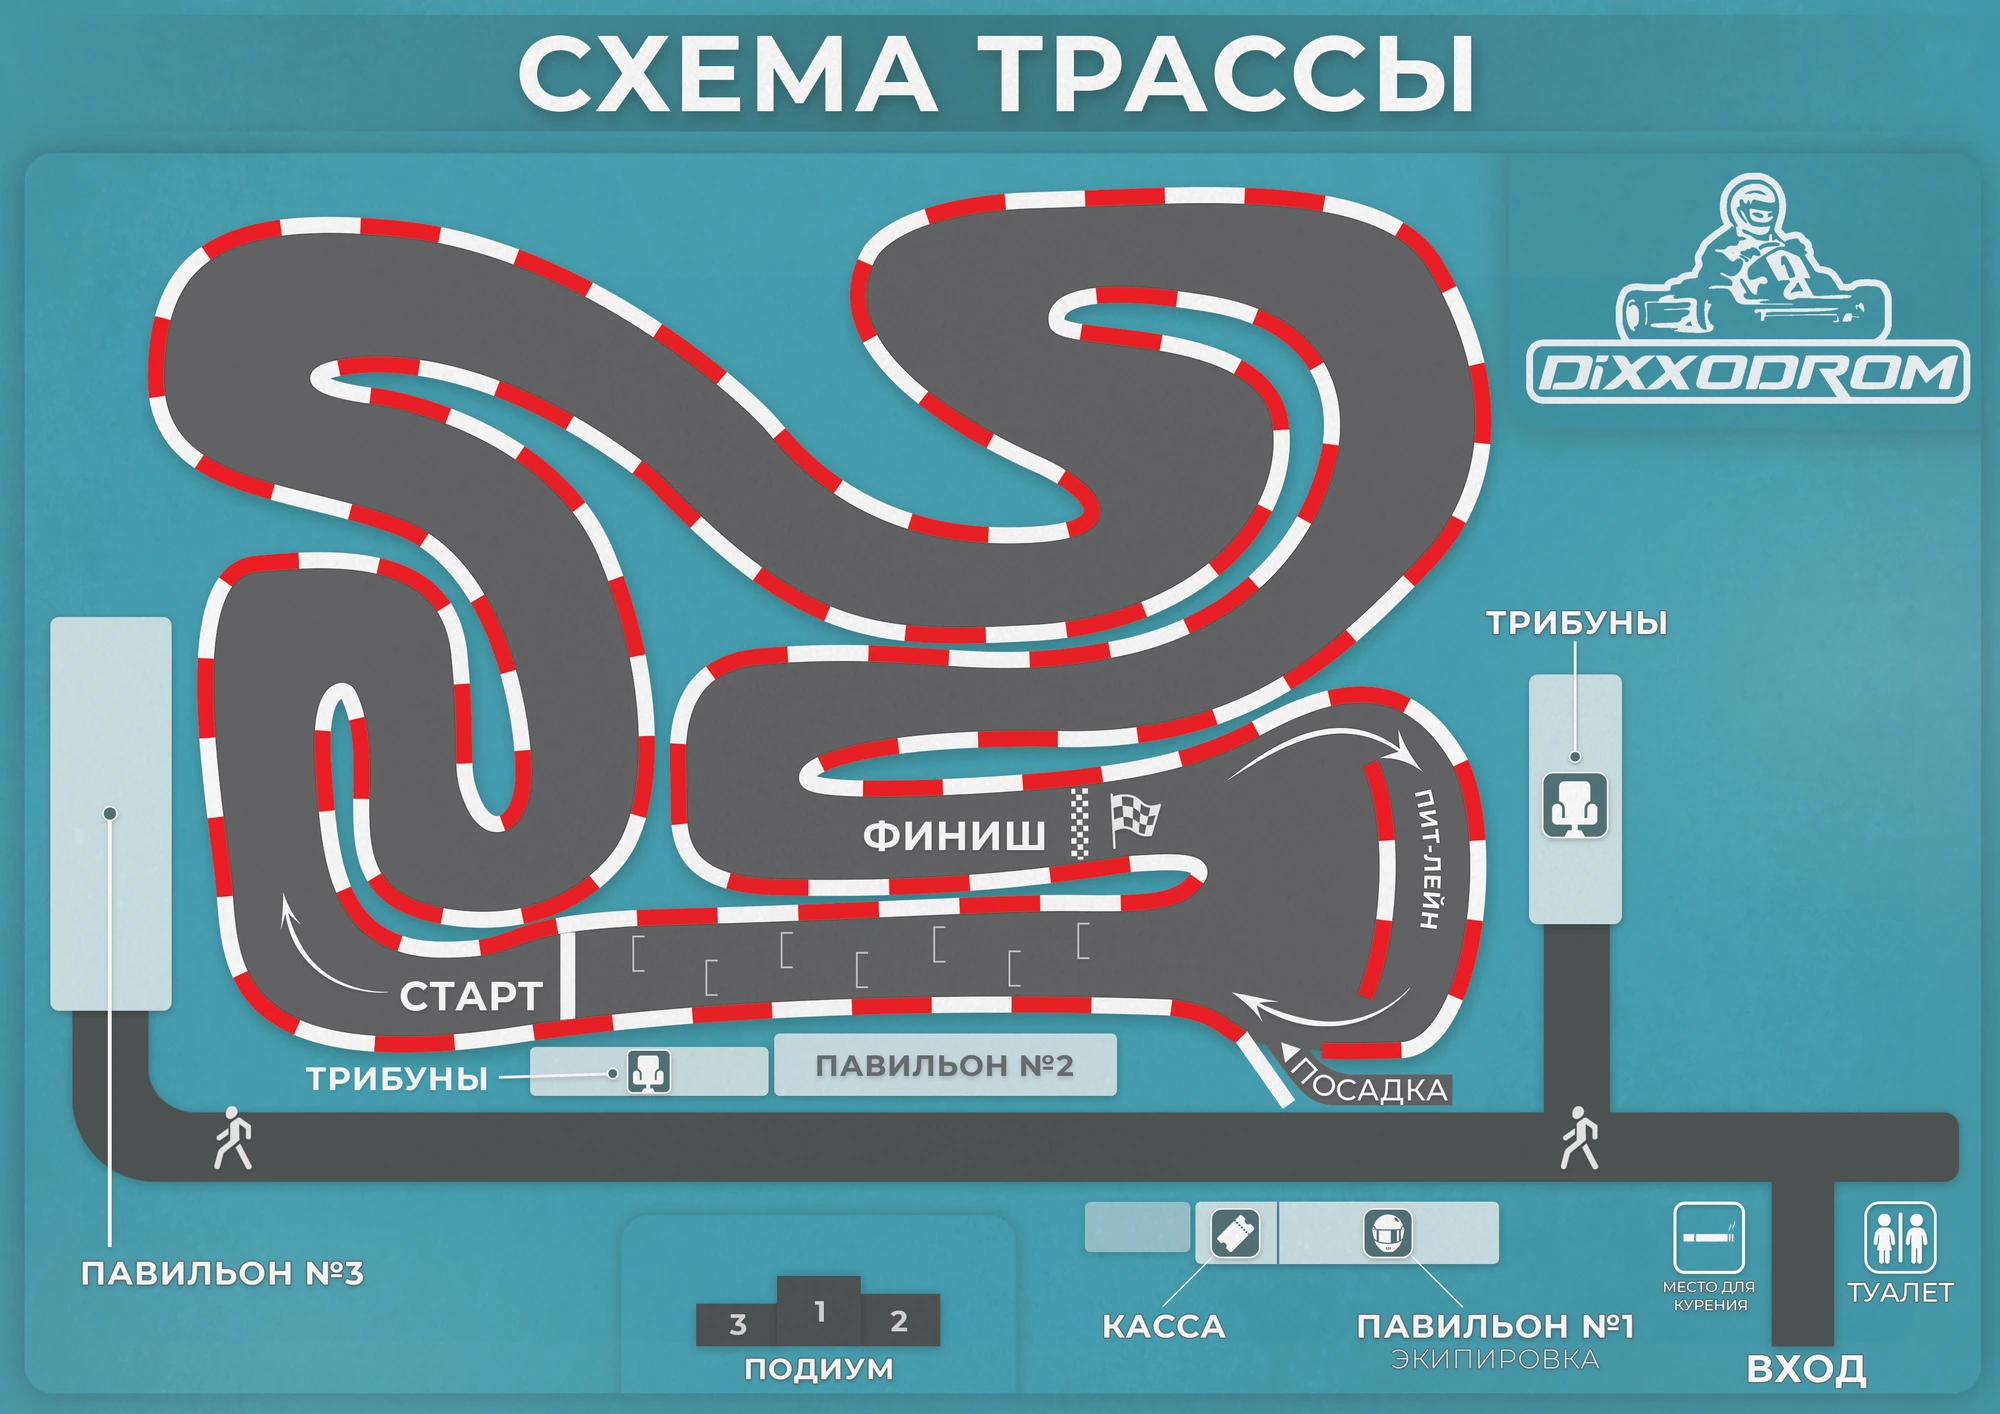 СХЕМА ТРАССЫ
DiXXODROM
ТРИБУНЫ
ПИТ-ЛЕЙН
ФИНИШ
СТАРТ
ТРИБУНЫ
ПАВИЛЬОН №2
ПОСАДКА
ПАВИЛЬОН №3
3
1
2
ПОДИУМ
КАССА
ПАВИЛЬОН №1
ЭКИПИРОВКА
МЕСТО ДЛЯ
КУРЕНИЯ
ТУАЛЕТ
ВХОД